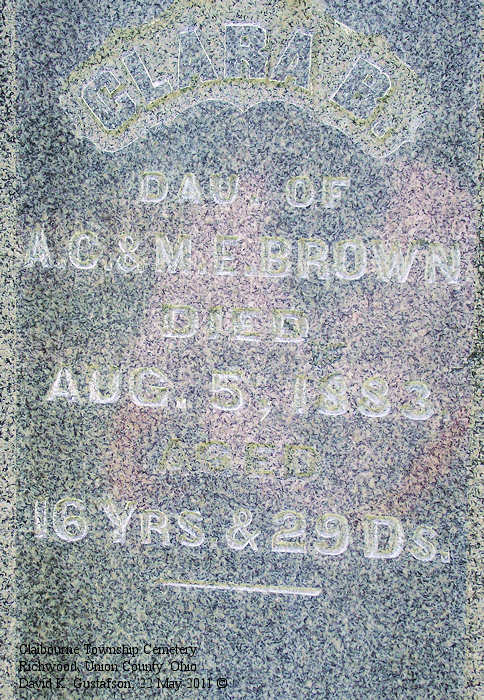 CLARA B.
DAU OF
A.C. & M.E. BROWN
DIED
AUG. 5, 1883
AGED
16 YRS & 29 Ds.
Claibourne Township Cemetery
Richwood, Union County, Ohio
David K. Gustafson, 22 May 2011 ©